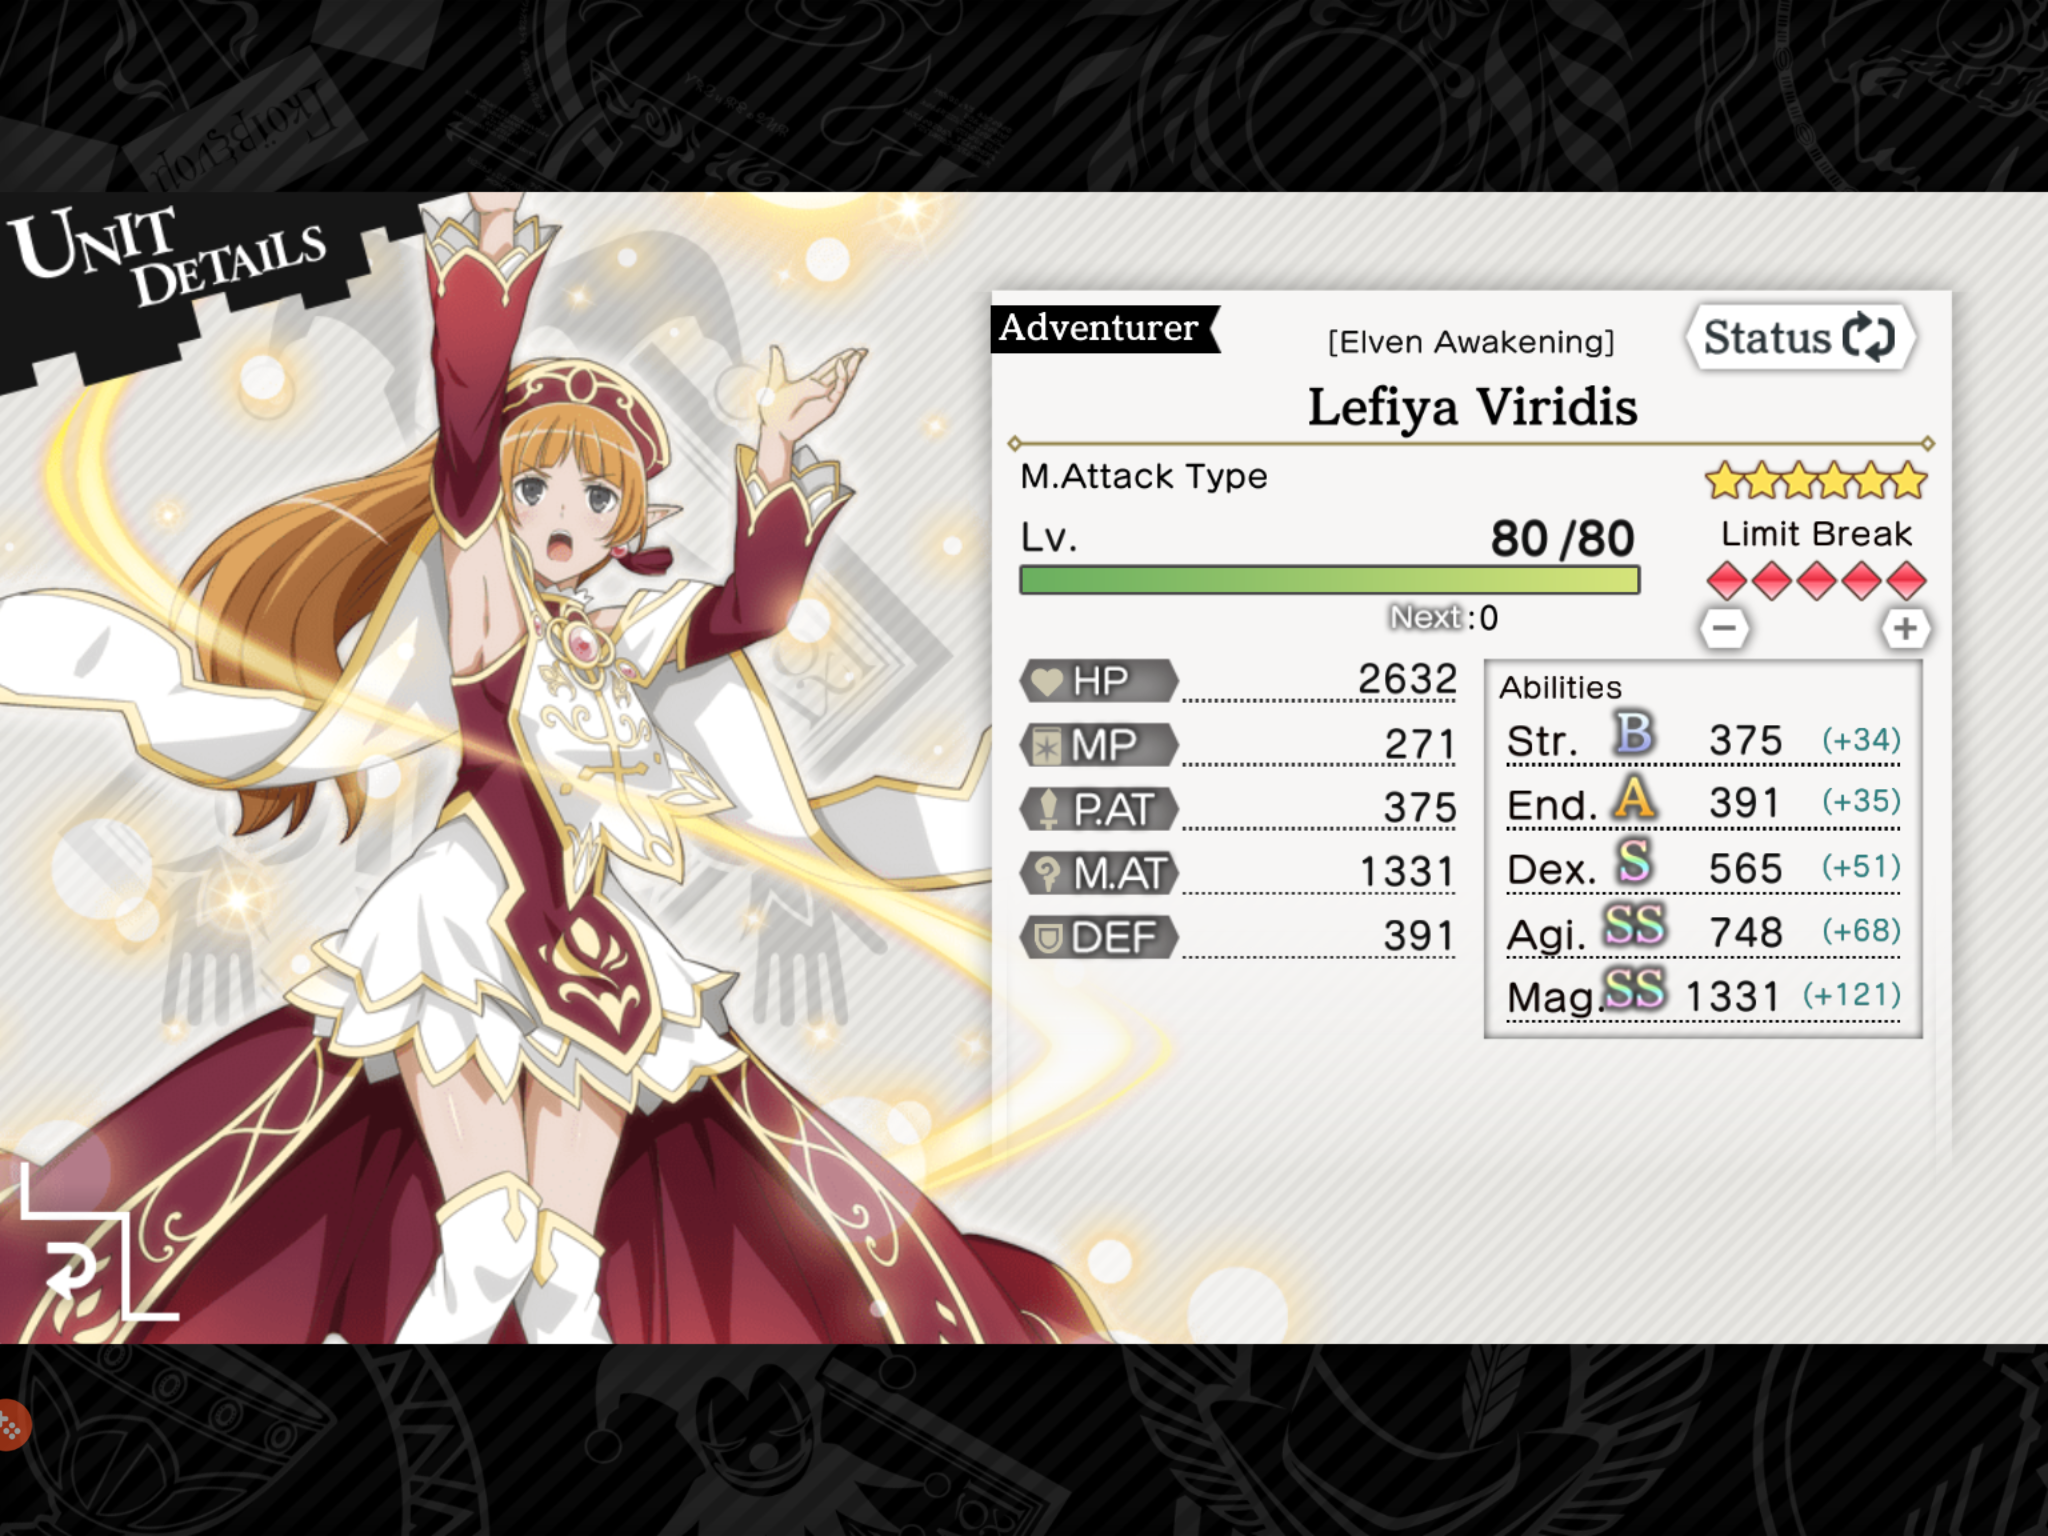 UNIT
DETAILS
Adventurer
[Elven Awakening]
Status
Lefiya Viridis
M.Attack Type
Lv. 80 /80
Limit Break
Next:0
HP 2632
MP 271
P.AT 375
M.AT 1331
DEF 391
Abilities
Str. B 375 (+34)
End. A 391 (+35)
Dex. S 565 (+51)
Agi. SS 748 (+68)
Mag. SS 1331 (+121)